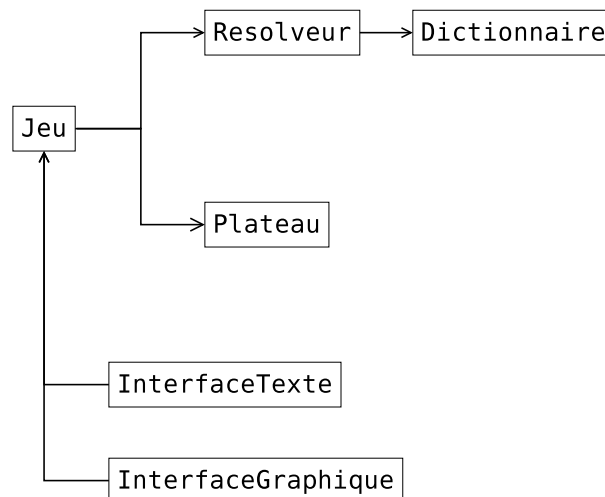 Resolveur
Dictionnaire
Jeu
Plateau
InterfaceTexte
InterfaceGraphique